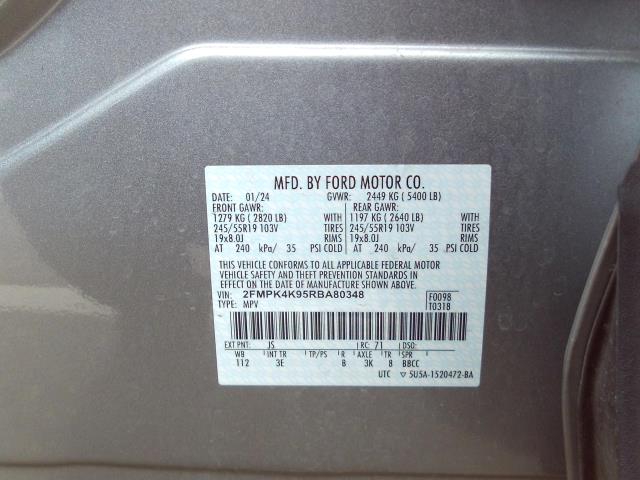 MFD. BY FORD MOTOR CO.
DATE: 01/24 GVWR: 2449 KG ( 5400 LB)
FRONT GAWR: REAR GAWR:
1279 KG ( 2820 LB) WITH 1197 KG ( 2640 LB) WITH
245/55R19 103V TIRES 245/55R19 103V TIRES
19x8.0J RIMS 19x8.0J RIMS
AT 240 kPa/ 35 PSI COLD AT 240 kPa/ 35 PSI COLD
THIS VEHICLE CONFORMS TO ALL APPLICABLE FEDERAL MOTOR
VEHICLE SAFETY AND THEFT PREVENTION STANDARDS IN
EFFECT ON THE DATE OF MANUFACTURE SHOWN ABOVE.
VIN: 2FMPK4K95RBA80348 F0098
TYPE: MPV T0318
EXT PNT: JS RC: 71 DSO:
WB INT TR TP/PS R AXLE TR SPR
112 3E B 3K 8 BBCC
UTC ▽ 5U5A-1520472-BA